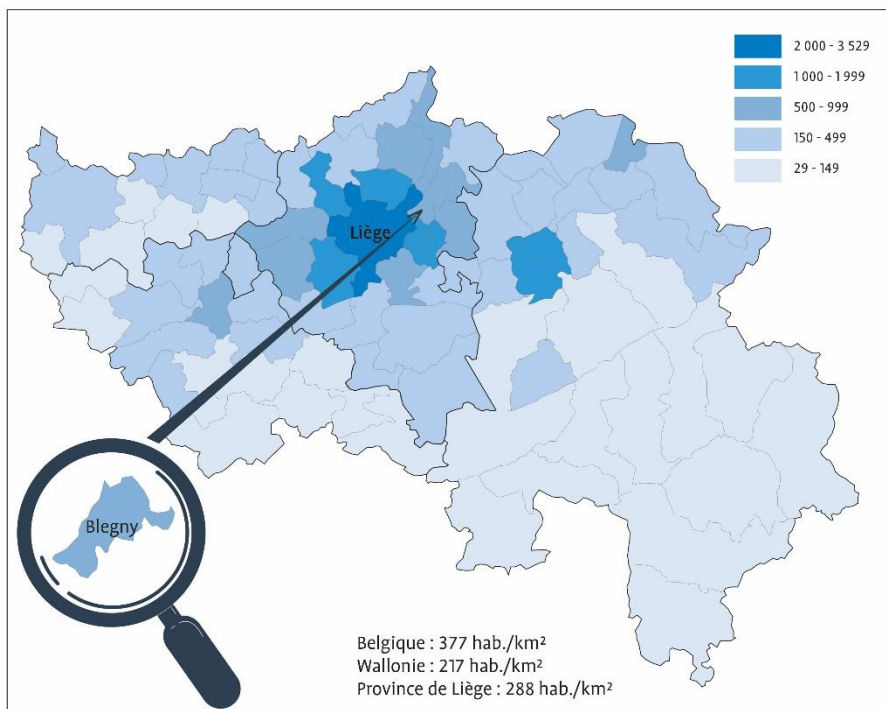 2 000 - 3 529
1 000 - 1 999
500 - 999
150 - 499
29 - 149
Liège
Blegny
Belgique : 377 hab./km²
Wallonie : 217 hab./km²
Province de Liège : 288 hab./km²